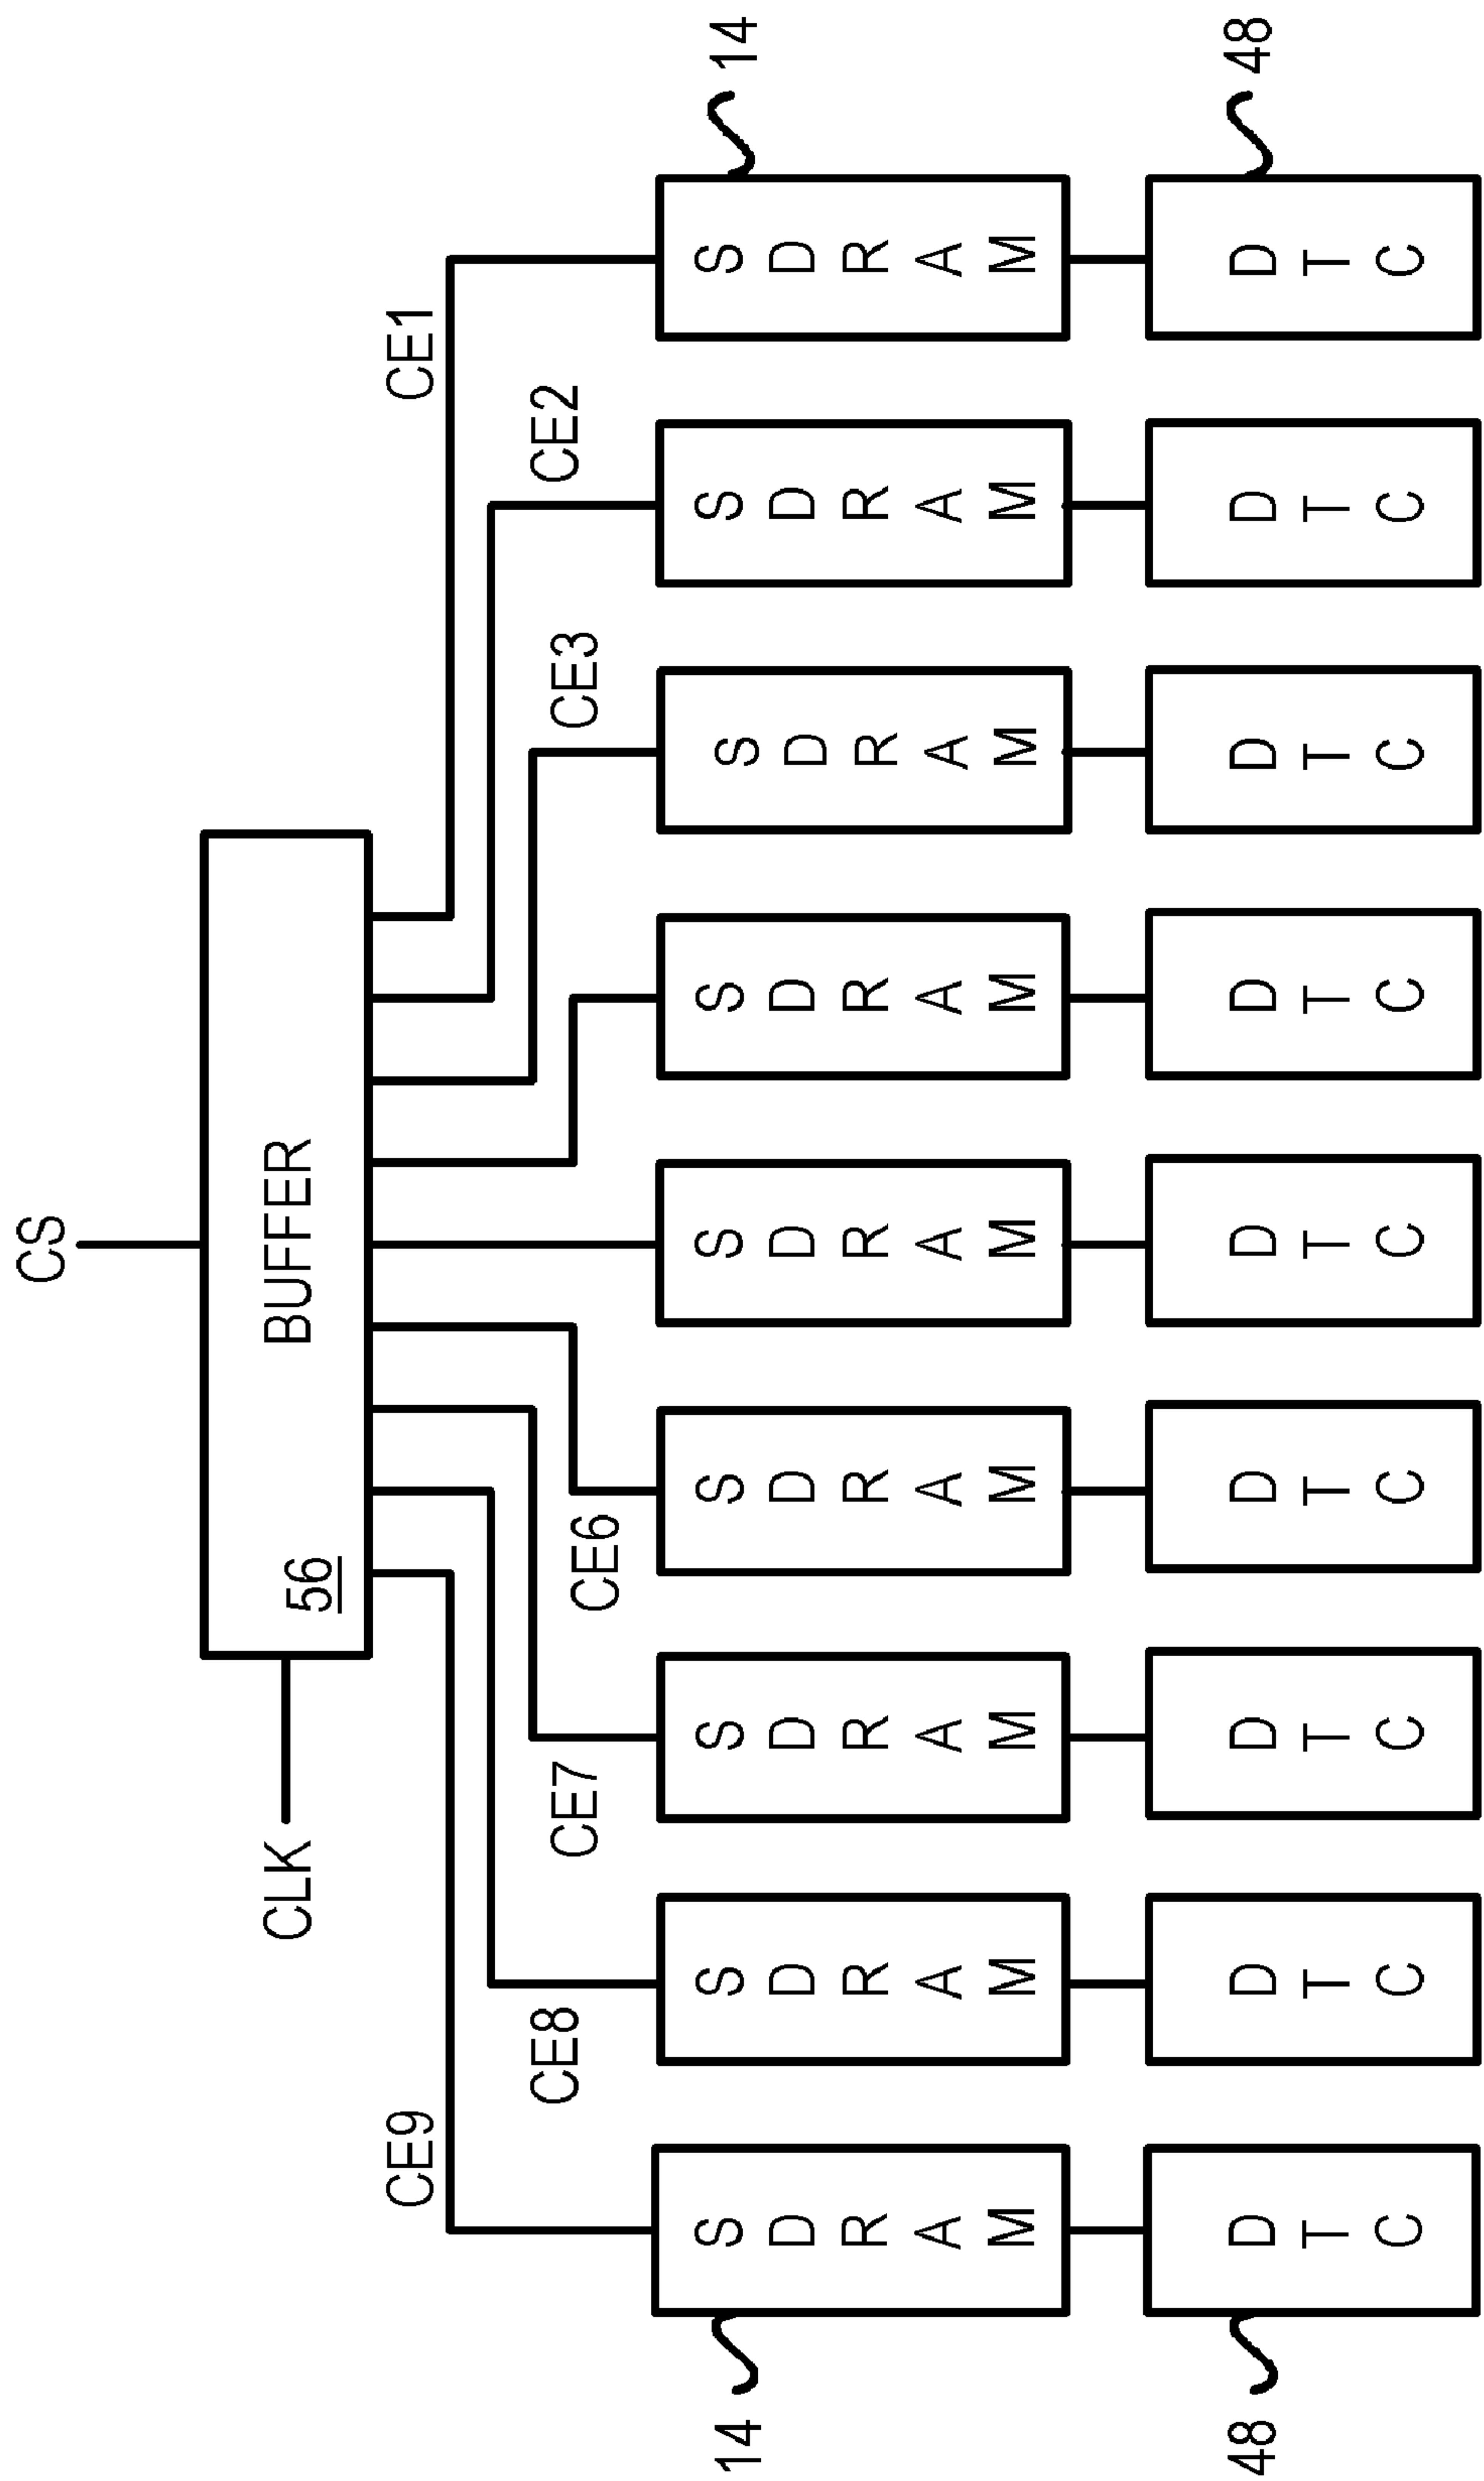 CS
CLK
BUFFER
56
CE9
CE1
CE8
CE2
CE7
CE3
CE6
14
SDRAM
SDRAM
SDRAM
SDRAM
SDRAM
SDRAM
SDRAM
SDRAM
SDRAM
14
48
DTC
DTC
DTC
DTC
DTC
DTC
DTC
DTC
DTC
48